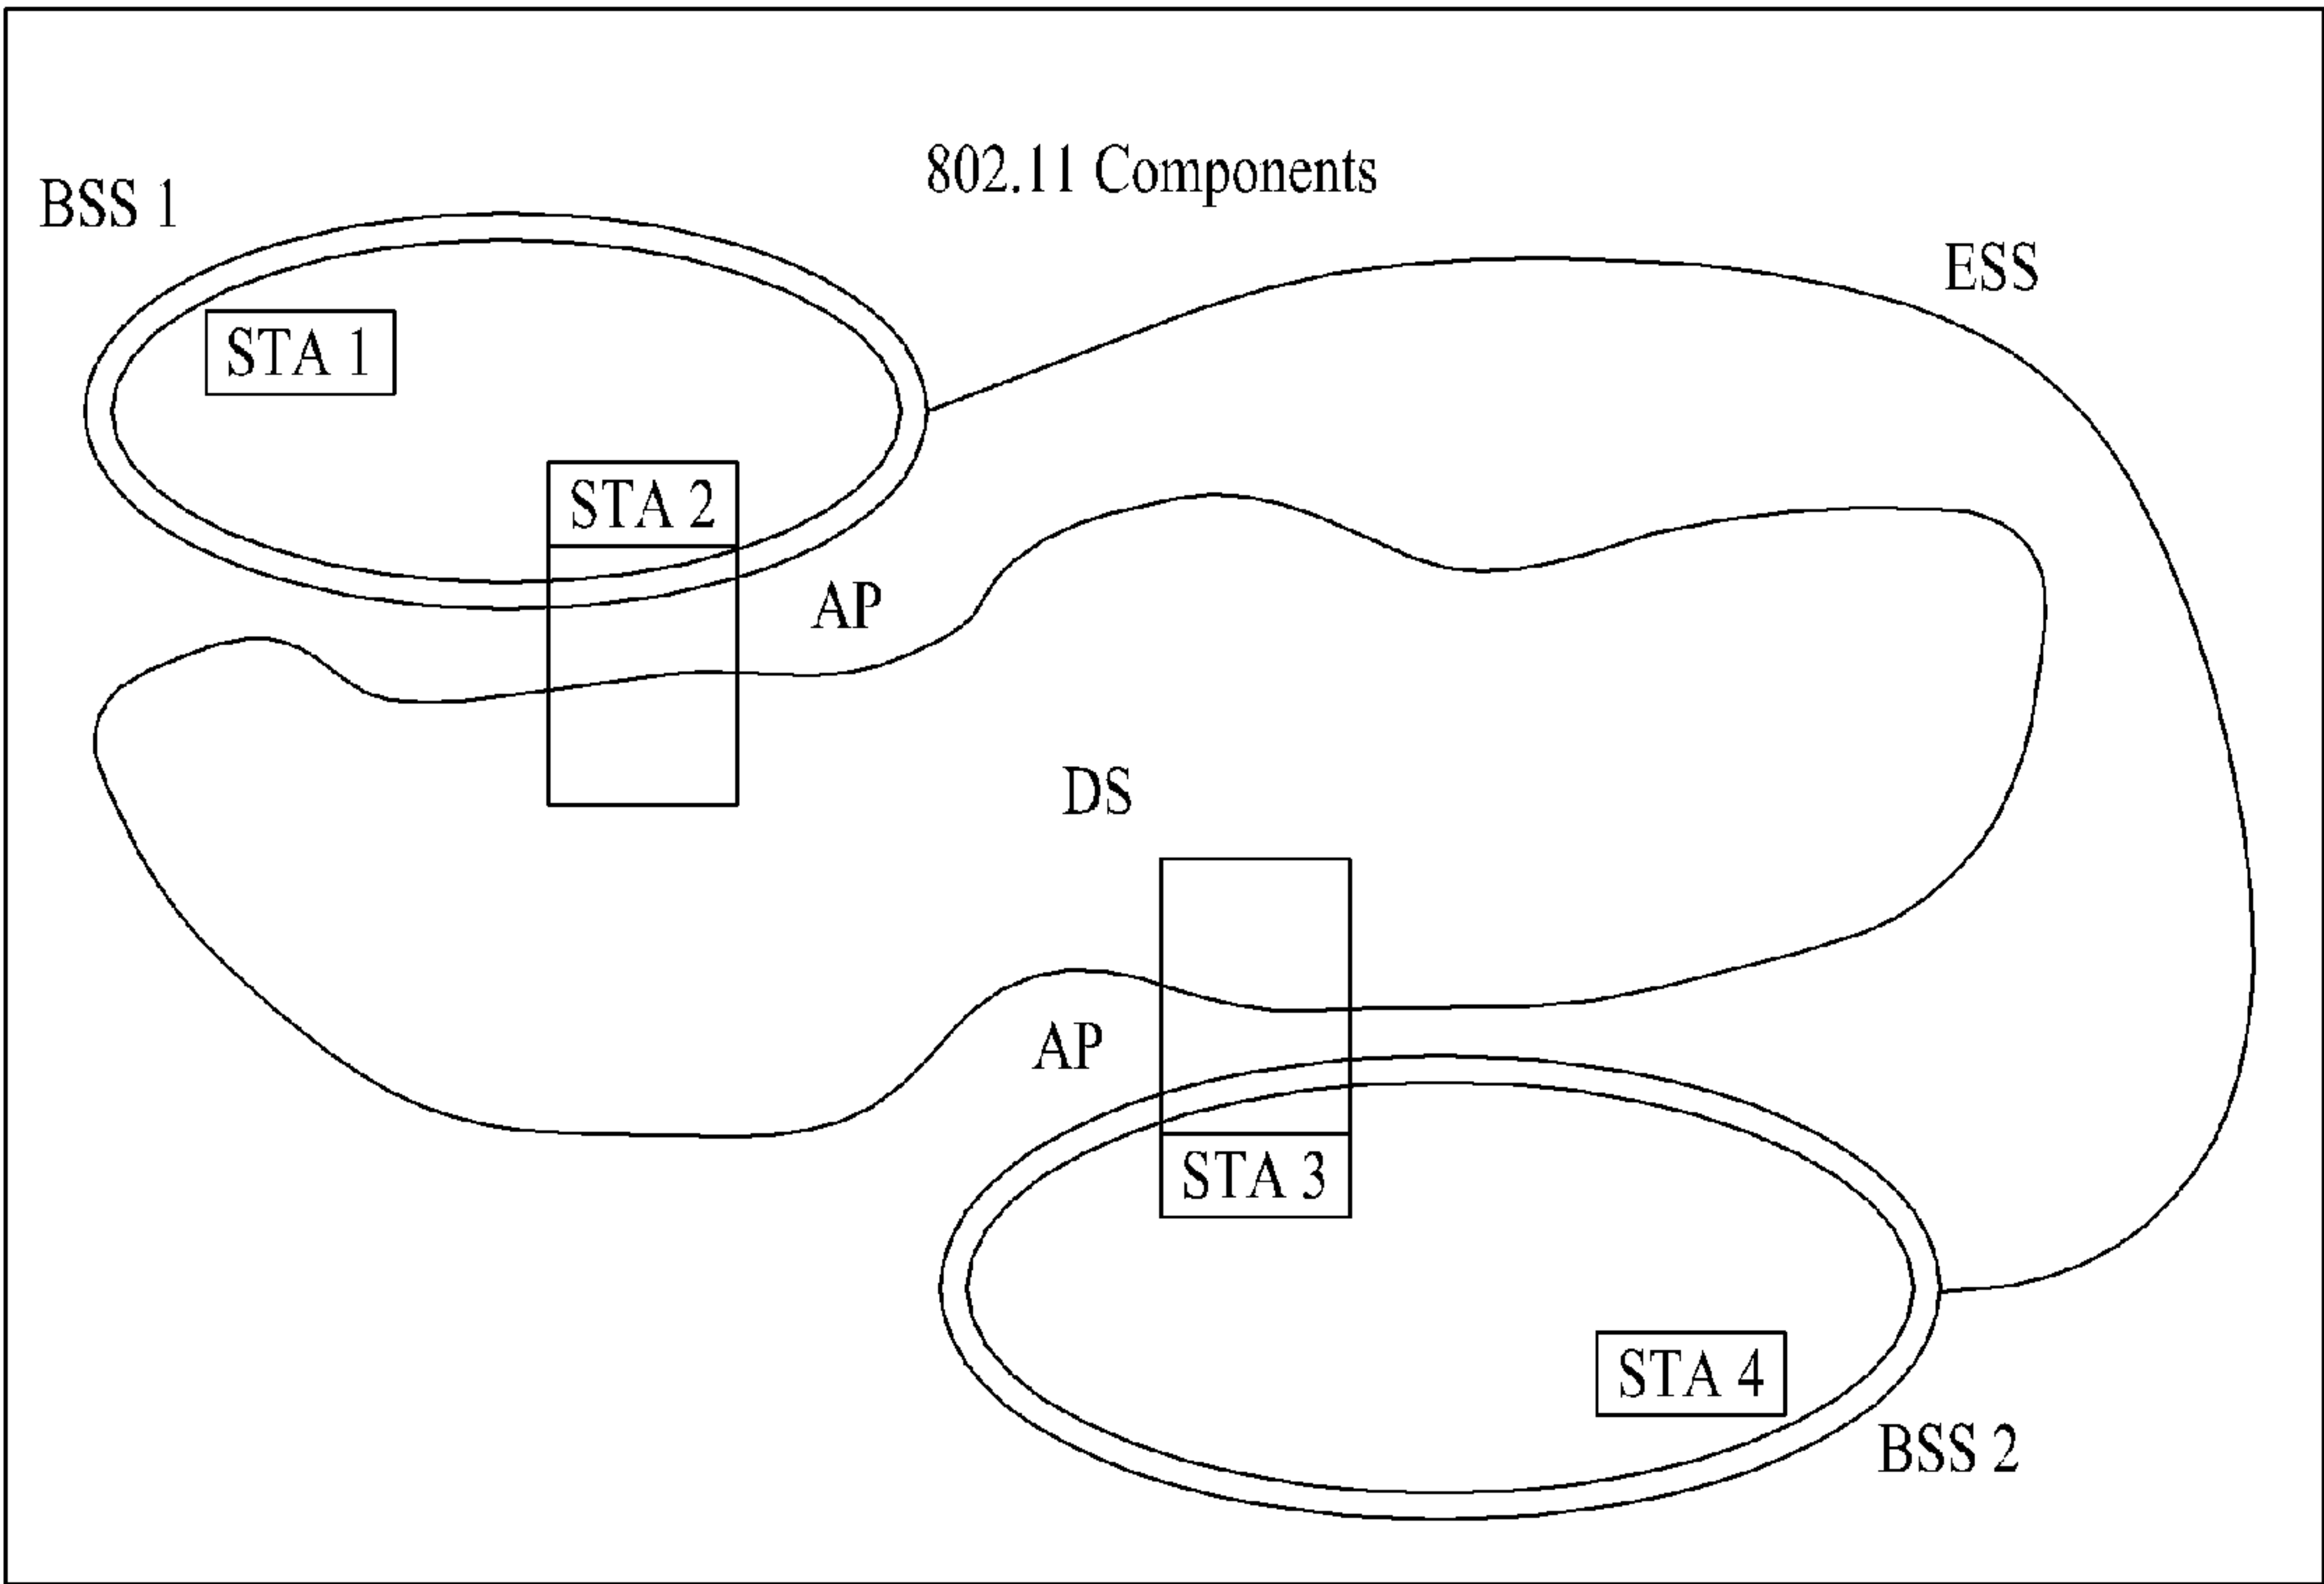 802.11 Components
BSS 1
ESS
STA 1
STA 2
AP
DS
AP
STA 3
STA 4
BSS 2